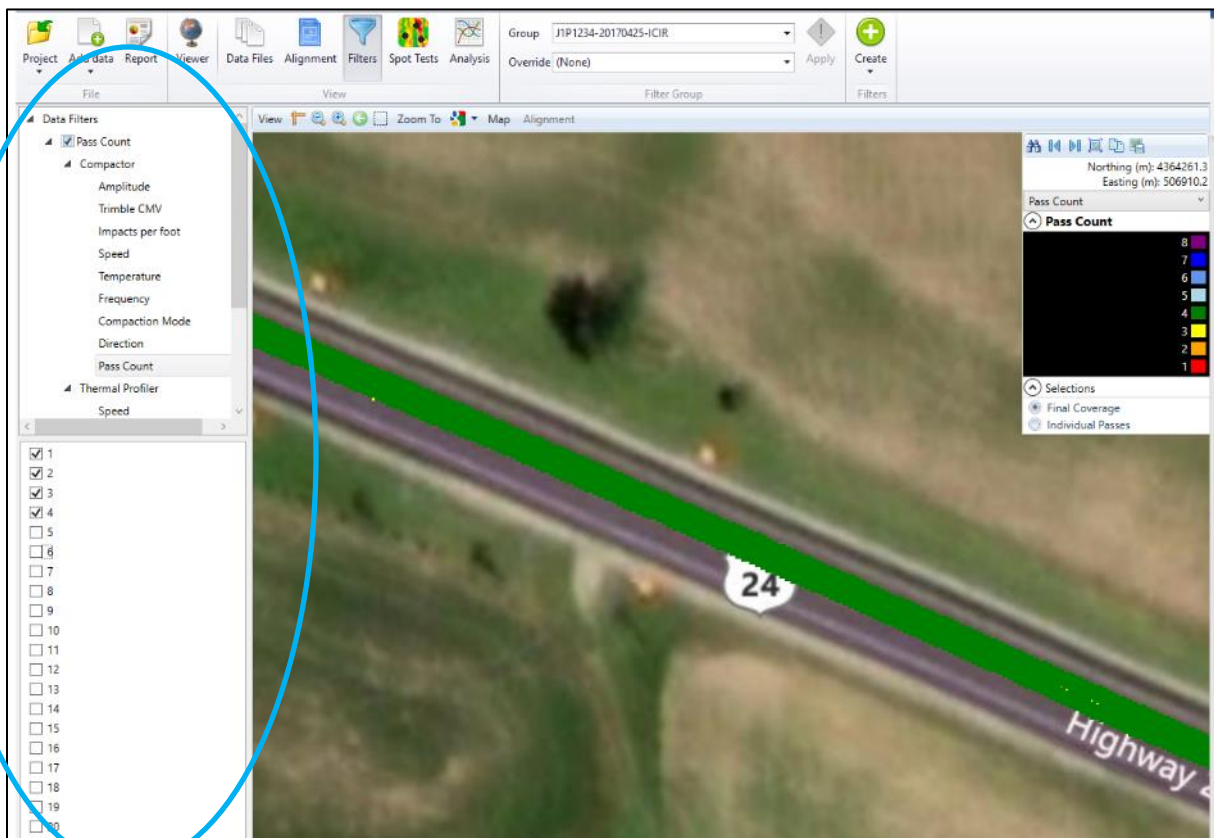 Project Add data Report Viewer Data Files Alignment Filters Spot Tests Analysis
Group J1P1234-20170425-ICIR
Override (None)
Apply
Create
File View Filter Group Filters
Data Filters
Pass Count
Compactor
Amplitude
Trimble CMV
Impacts per foot
Speed
Temperature
Frequency
Compaction Mode
Direction
Pass Count
Thermal Profiler
Speed
1
2
3
4
5
6
7
8
9
10
11
12
13
14
15
16
17
18
19
20
View Zoom To Map Alignment
24
Highway
Northing (m): 4364261.3
Easting (m): 506910.2
Pass Count
Pass Count
8
7
6
5
4
3
2
1
Selections
Final Coverage
Individual Passes